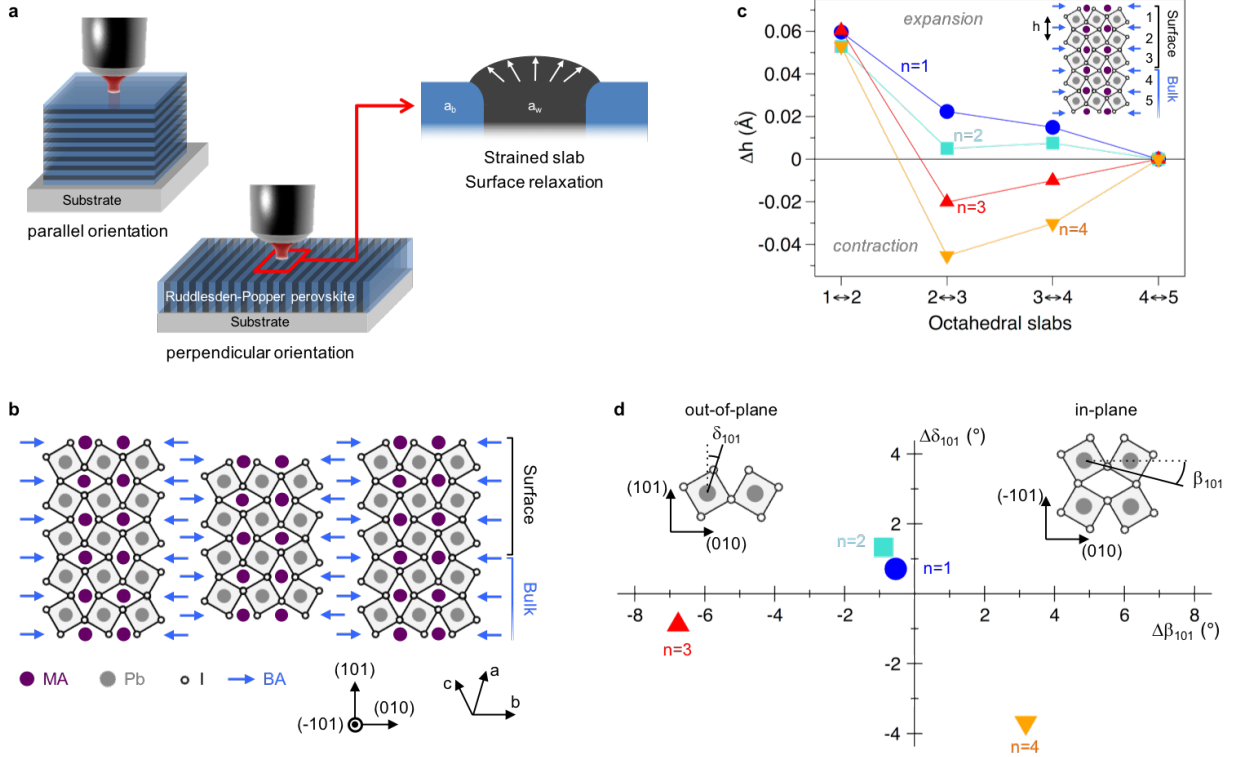 a
Substrate
parallel orientation
Ruddlesden-Popper perovskite
Substrate
perpendicular orientation
a_b
a_w
Strained slab
Surface relaxation
c
expansion
h
1
2
3
4
5
Surface
Bulk
n=1
n=2
n=3
n=4
contraction
Δh (Å)
0.06
0.04
0.02
0
-0.02
-0.04
1↔2
2↔3
3↔4
4↔5
Octahedral slabs
b
Surface
Bulk
MA
Pb
I
BA
(101)
(-101)
(010)
c
a
b
d
out-of-plane
δ101
(101)
(010)
in-plane
β101
(-101)
(010)
Δδ101 (°)
4
2
-2
-4
-8
-6
-4
-2
2
4
6
8
Δβ101 (°)
n=2
n=1
n=3
n=4